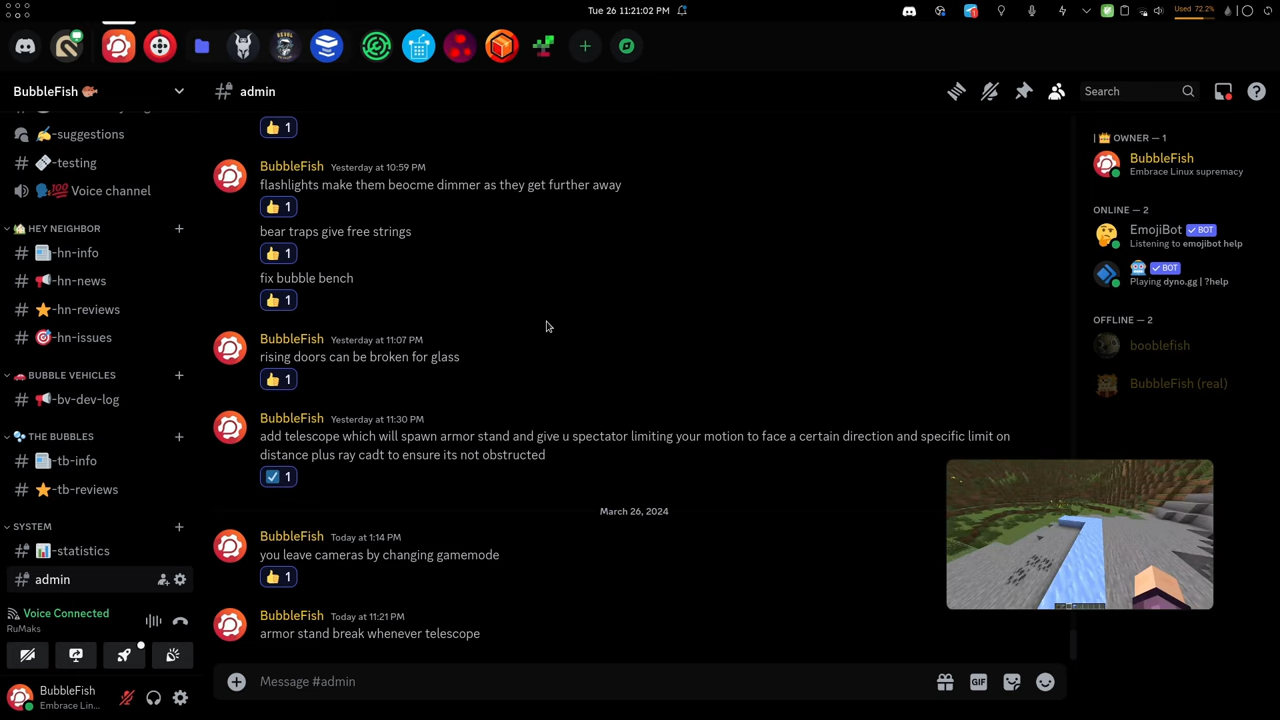 Tue 26 11:21:02 PM
Used 72.2%
BubbleFish 🐡
admin
Search
✍-suggestions
-testing
🗣💯 Voice channel
🏡 HEY NEIGHBOR
📰-hn-info
📢-hn-news
⭐-hn-reviews
🎯-hn-issues
🚗 BUBBLE VEHICLES
📢-bv-dev-log
🫧 THE BUBBLES
📰-tb-info
⭐-tb-reviews
SYSTEM
📊-statistics
admin
Voice Connected
RuMaks
BubbleFish
Embrace Lin...
👍 1
BubbleFish Yesterday at 10:59 PM
flashlights make them beocme dimmer as they get further away
👍 1
bear traps give free strings
👍 1
fix bubble bench
👍 1
BubbleFish Yesterday at 11:07 PM
rising doors can be broken for glass
👍 1
BubbleFish Yesterday at 11:30 PM
add telescope which will spawn armor stand and give u spectator limiting your motion to face a certain direction and specific limit on
distance plus ray cadt to ensure its not obstructed
☑ 1
March 26, 2024
BubbleFish Today at 1:14 PM
you leave cameras by changing gamemode
👍 1
BubbleFish Today at 11:21 PM
armor stand break whenever telescope
Message #admin
GIF
| 👑 OWNER — 1
BubbleFish
Embrace Linux supremacy
ONLINE — 2
EmojiBot ✓ BOT
Listening to emojibot help
🤖 ✓ BOT
Playing dyno.gg | ?help
OFFLINE — 2
booblefish
BubbleFish (real)